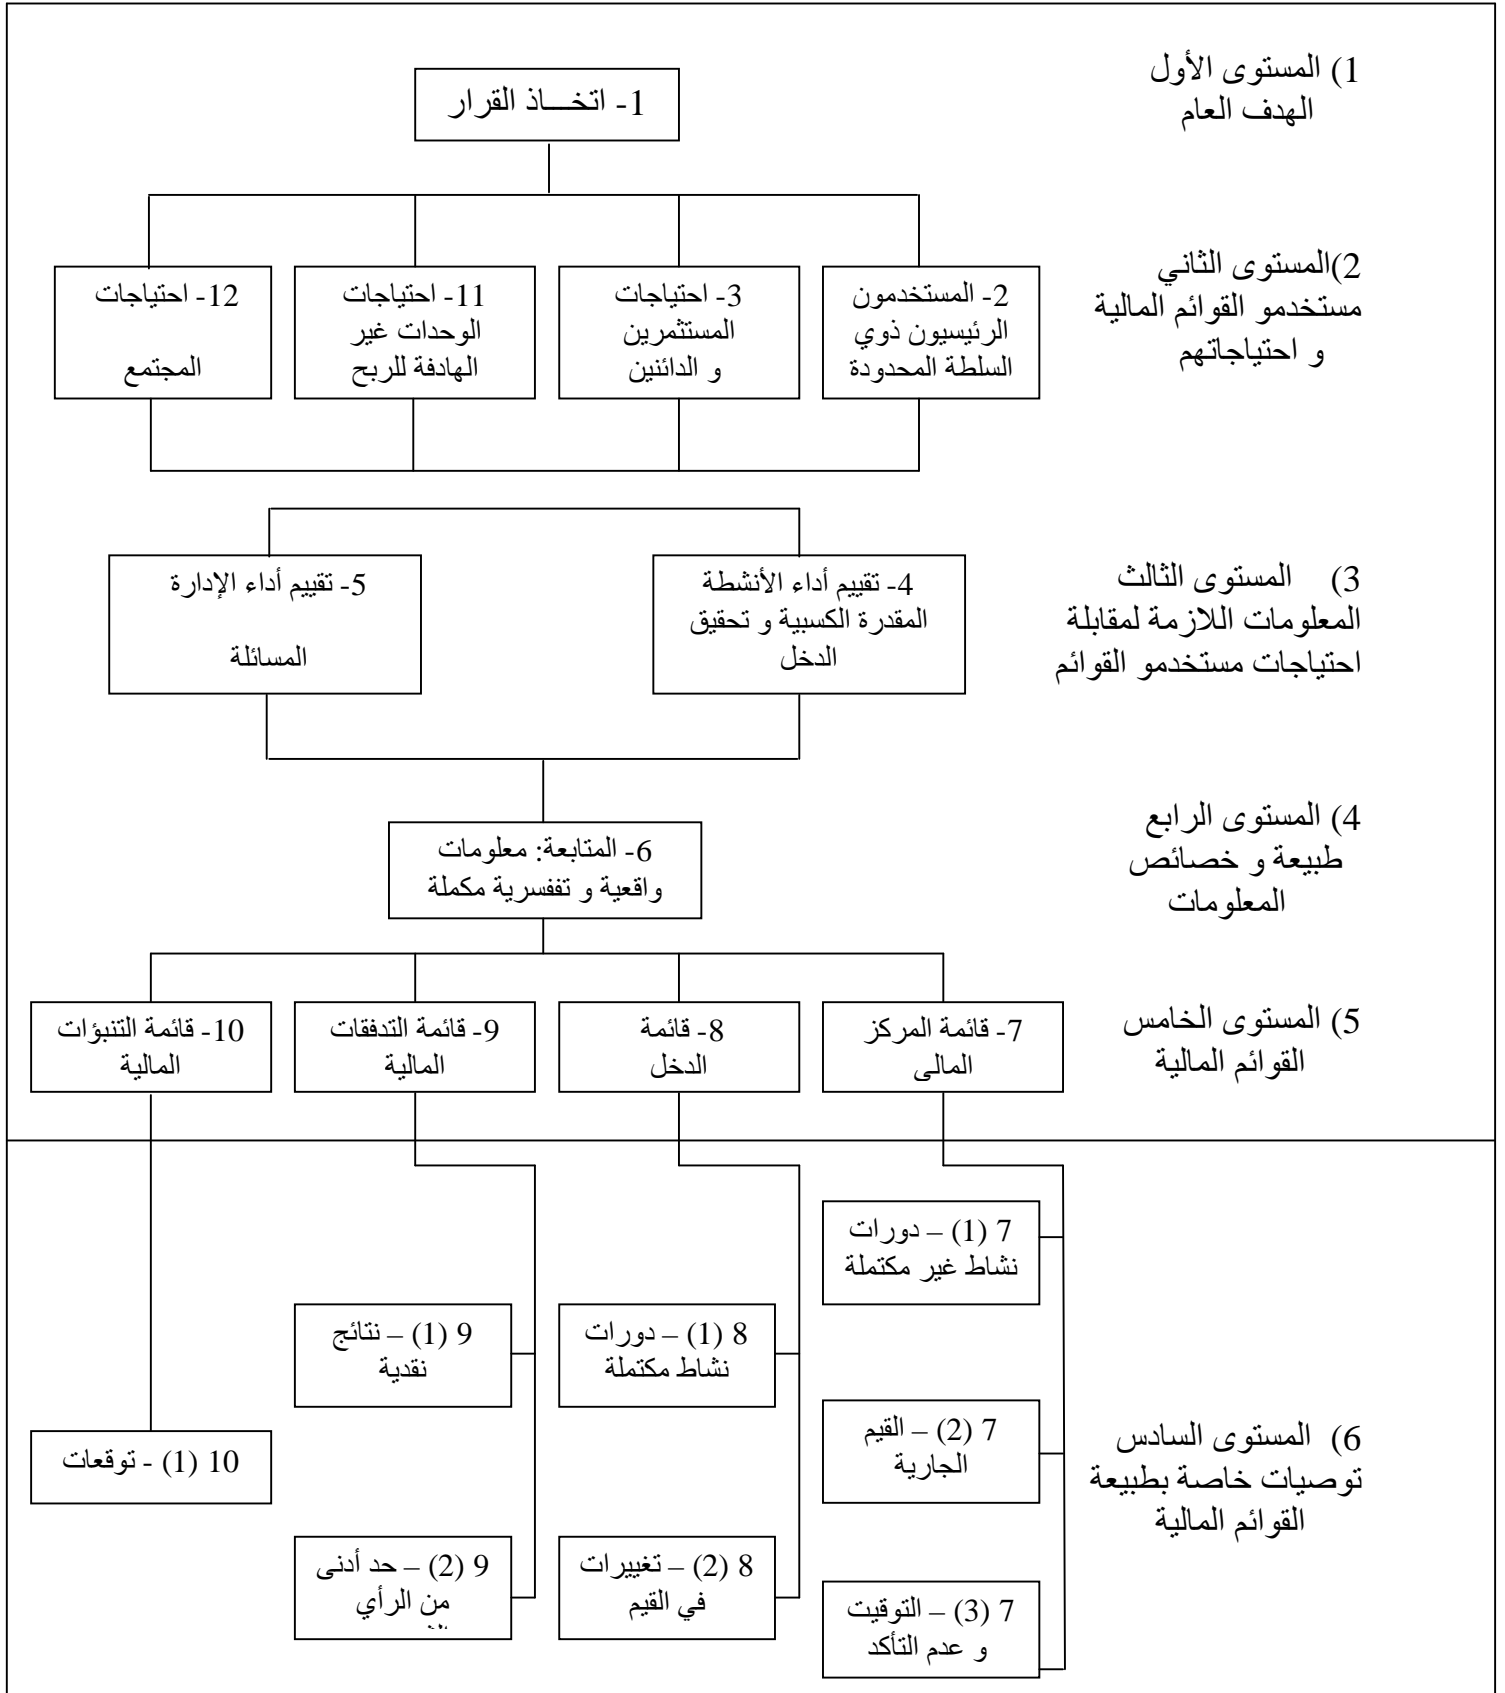 1) المستوى الأول
الهدف العام
1- اتخـــاذ القرار
2)المستوى الثاني
مستخدمو القوائم المالية
و احتياجاتهم
2- المستخدمون
الرئيسيون ذوي
السلطة المحدودة
3- احتياجات
المستثمرين
و الدائنين
11- احتياجات
الوحدات غير
الهادفة للربح
12- احتياجات
المجتمع
3) المستوى الثالث
المعلومات اللازمة لمقابلة
احتياجات مستخدمو القوائم
4- تقييم أداء الأنشطة
المقدرة الكسبية و تحقيق
الدخل
5- تقييم أداء الإدارة
المسائلة
4) المستوى الرابع
طبيعة و خصائص
المعلومات
6- المتابعة: معلومات
واقعية و تففسرية مكملة
5) المستوى الخامس
القوائم المالية
7- قائمة المركز
المالى
8- قائمة
الدخل
9- قائمة التدفقات
المالية
10- قائمة التنبؤات
المالية
6) المستوى السادس
توصيات خاصة بطبيعة
القوائم المالية
7 (1) – دورات
نشاط غير مكتملة
7 (2) – القيم
الجارية
7 (3) – التوقيت
و عدم التأكد
8 (1) – دورات
نشاط مكتملة
8 (2) – تغييرات
في القيم
9 (1) – نتائج
نقدية
9 (2) – حد أدنى
من الرأي
10 (1) - توقعات